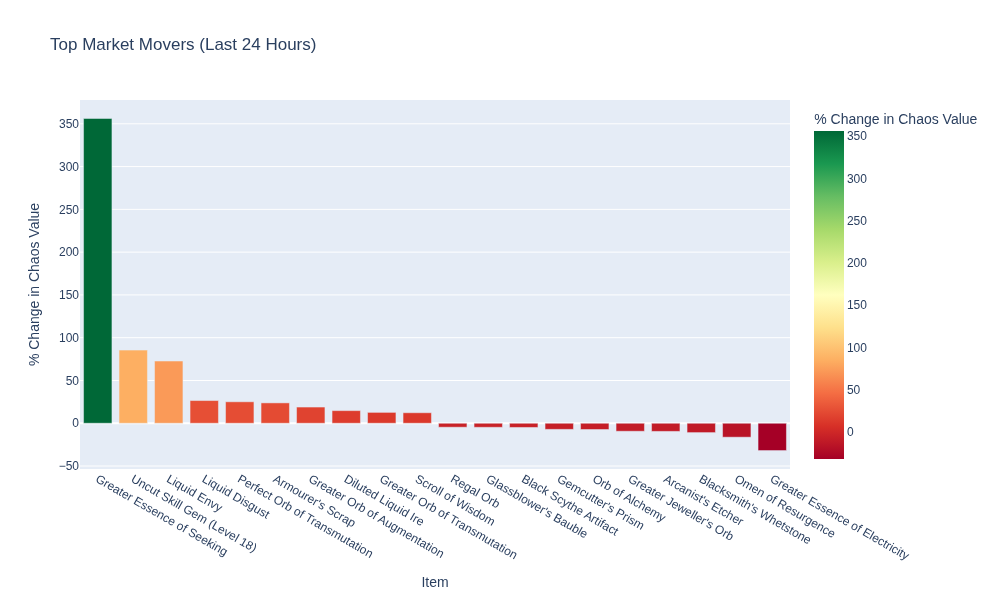 Top Market Movers (Last 24 Hours)
% Change in Chaos Value
350
300
250
200
150
100
50
0
−50
Greater Essence of Seeking
Uncut Skill Gem (Level 18)
Liquid Envy
Liquid Disgust
Perfect Orb of Transmutation
Armourer's Scrap
Greater Orb of Augmentation
Diluted Liquid Ire
Greater Orb of Transmutation
Scroll of Wisdom
Regal Orb
Glassblower's Bauble
Black Scythe Artifact
Gemcutter's Prism
Orb of Alchemy
Greater Jeweller's Orb
Arcanist's Etcher
Blacksmith's Whetstone
Omen of Resurgence
Greater Essence of Electricity
Item
% Change in Chaos Value
350
300
250
200
150
100
50
0